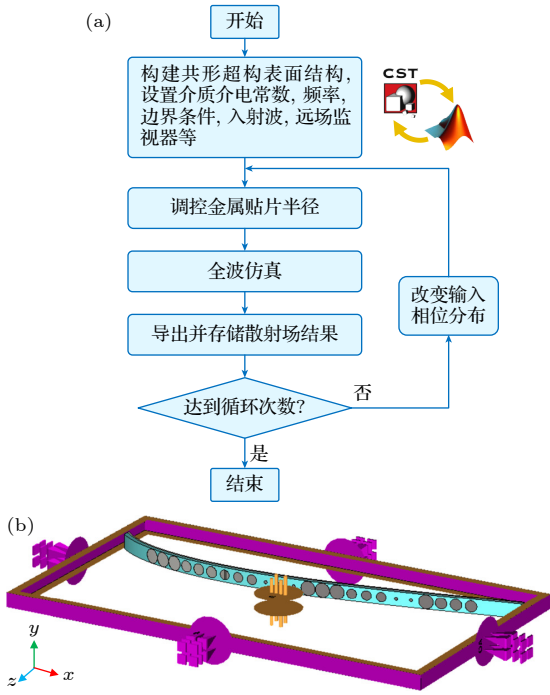 (a)
开始
构建共形超构表面结构,
设置介质介电常数, 频率,
边界条件, 入射波, 远场监
视器等
CST
调控金属贴片半径
全波仿真
改变输入
相位分布
导出并存储散射场结果
否
达到循环次数?
是
结束
(b)
y
x
z